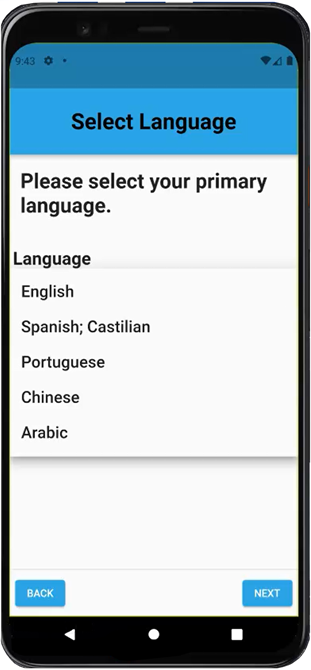 9:43
Select Language
Please select your primary
language.
Language
English
Spanish; Castilian
Portuguese
Chinese
Arabic
BACK
NEXT